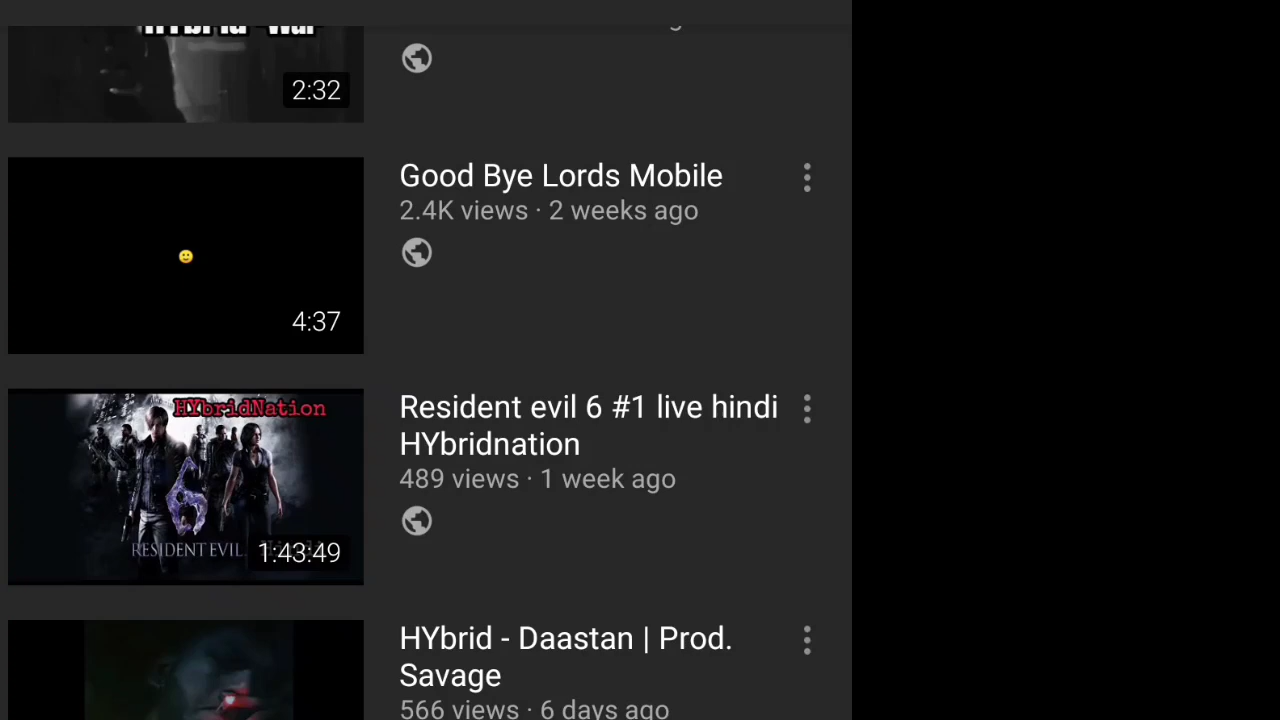 2:32
Good Bye Lords Mobile
2.4K views · 2 weeks ago
4:37
HYbridNation
RESIDENT EVIL
1:43:49
Resident evil 6 #1 live hindi
HYbridnation
489 views · 1 week ago
HYbrid - Daastan | Prod.
Savage
566 views · 6 days ago